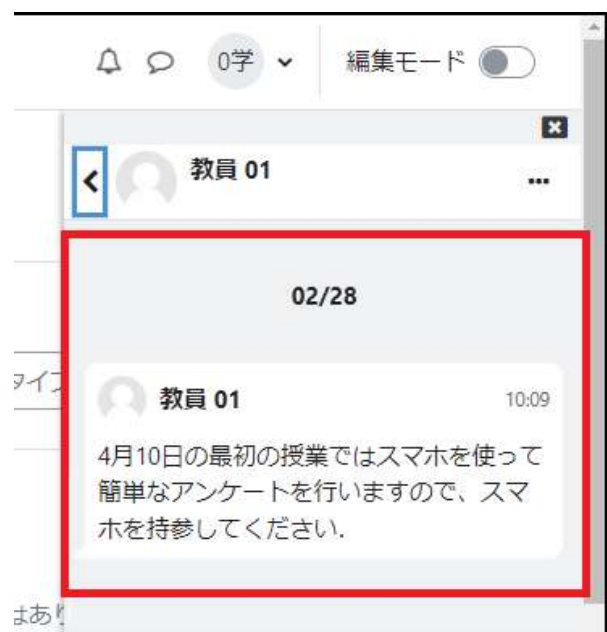 0学 編集モード
教員 01
02/28
教員 01 10:09
4月10日の最初の授業ではスマホを使って
簡単なアンケートを行いますので、スマ
ホを持参してください.